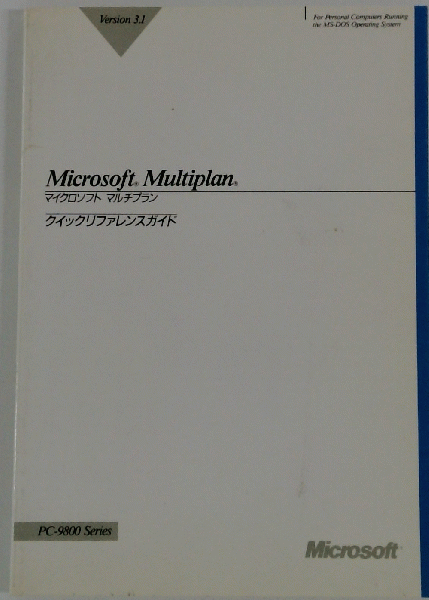 Version 3.1
For Personal Computers Running
the MS-DOS Operating System
Microsoft® Multiplan®
マイクロソフト マルチプラン
クイックリファレンスガイド
PC-9800 Series
Microsoft